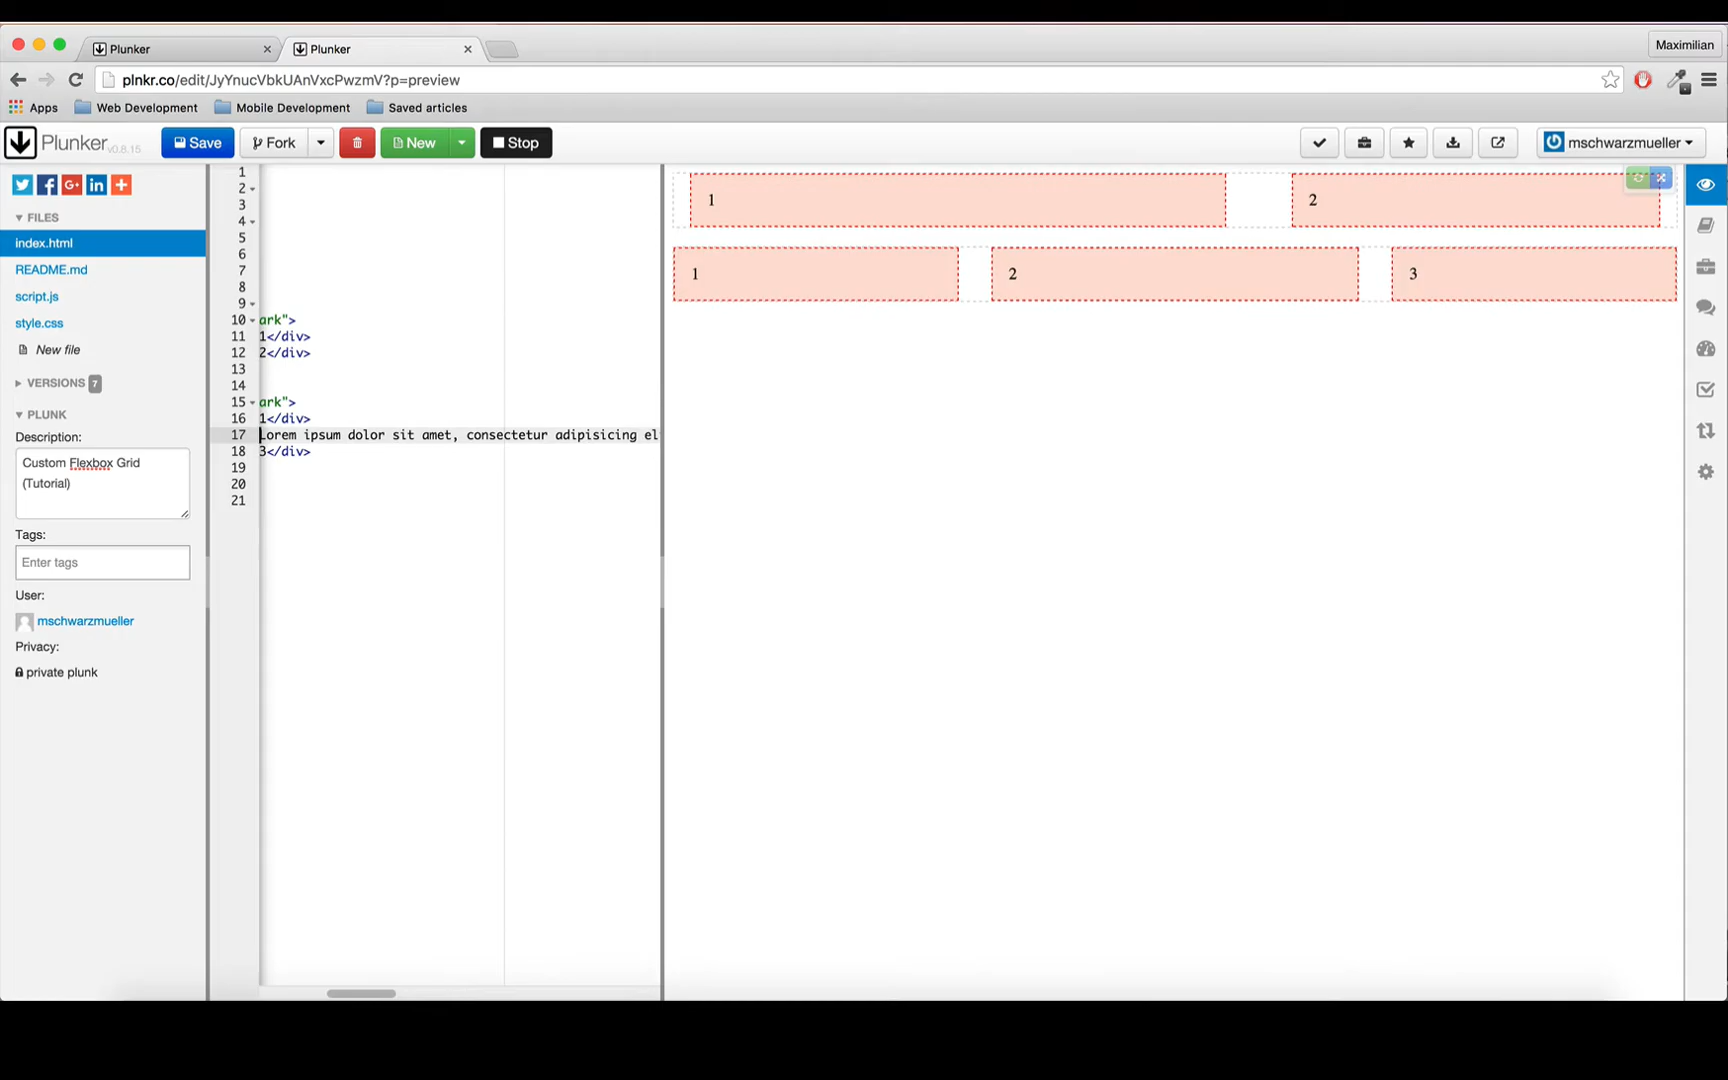 Plunker
Plunker
Maximilian
plnkr.co/edit/JyYnucVbkUAnVxcPwzmV?p=preview
Apps Web Development Mobile Development Saved articles
Plunker v0.8.15 Save Fork New Stop mschwarzmueller
FILES
index.html
README.md
script.js
style.css
New file
VERSIONS 7
PLUNK
Description:
Custom Flexbox Grid
(Tutorial)
Tags:
Enter tags
User:
mschwarzmueller
Privacy:
private plunk
1
2
3
4
5
6
7
8
9
10 ark">
11 1</div>
12 2</div>
13
14
15 ark">
16 1</div>
17 Lorem ipsum dolor sit amet, consectetur adipisicing el
18 3</div>
19
20
21
1 2
1 2 3